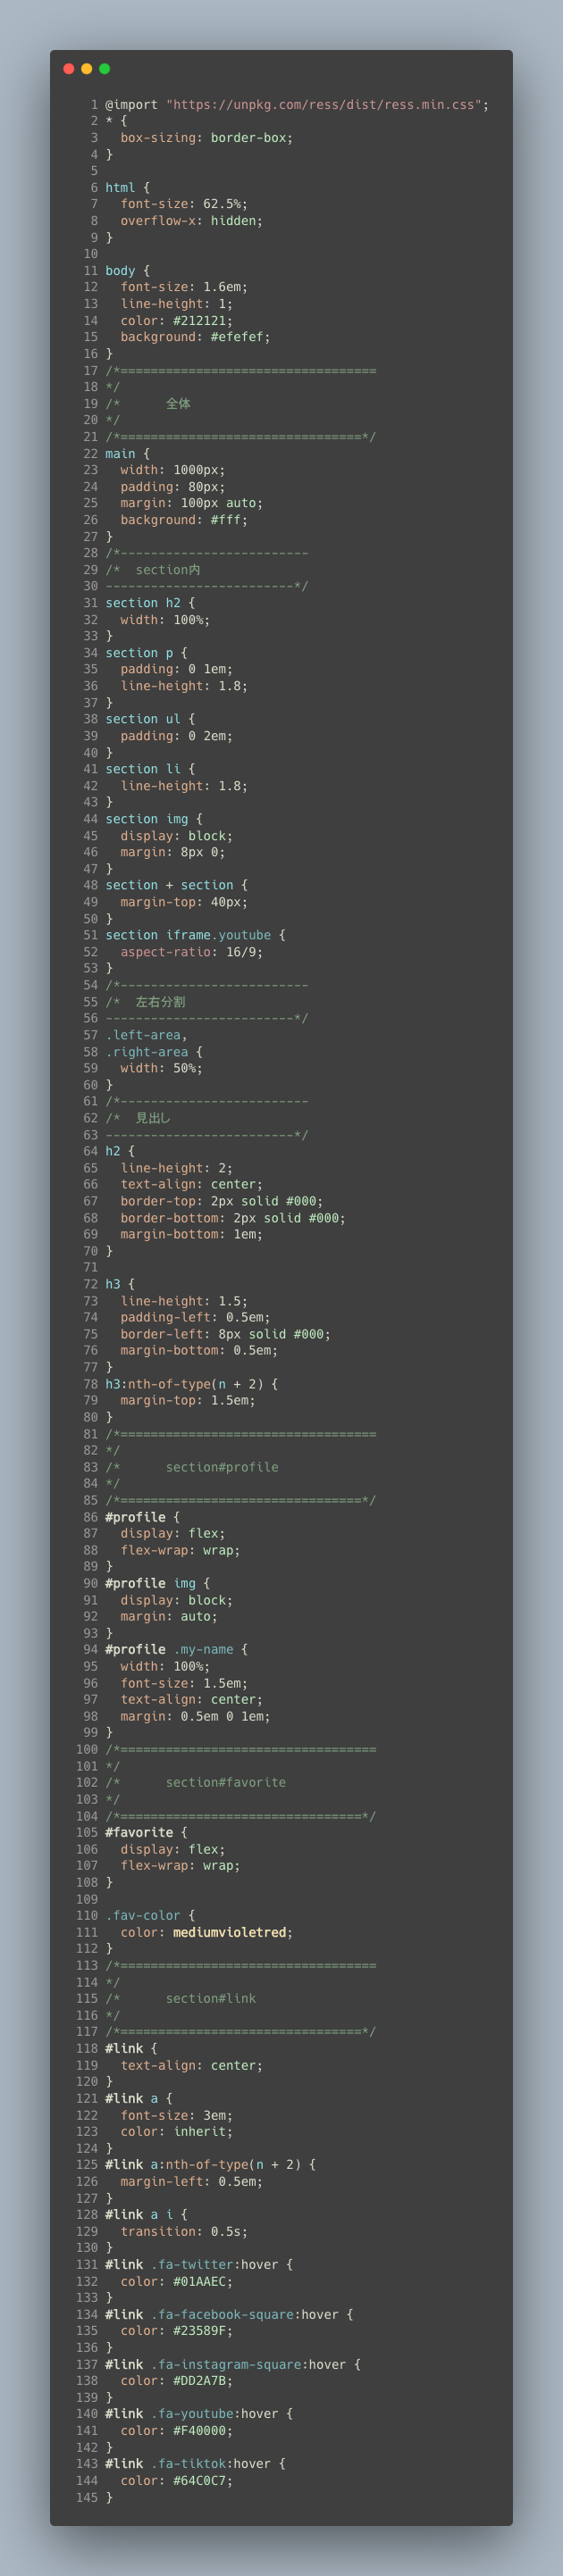 1 @import "https://unpkg.com/ress/dist/ress.min.css";
2 * {
3   box-sizing: border-box;
4 }
5
6 html {
7   font-size: 62.5%;
8   overflow-x: hidden;
9 }
10
11 body {
12   font-size: 1.6em;
13   line-height: 1;
14   color: #212121;
15   background: #efefef;
16 }
17 /*==================================
18 */
19 /*      全体
20 */
21 /*================================*/
22 main {
23   width: 1000px;
24   padding: 80px;
25   margin: 100px auto;
26   background: #fff;
27 }
28 /*-------------------------
29 /*  section内
30 -------------------------*/
31 section h2 {
32   width: 100%;
33 }
34 section p {
35   padding: 0 1em;
36   line-height: 1.8;
37 }
38 section ul {
39   padding: 0 2em;
40 }
41 section li {
42   line-height: 1.8;
43 }
44 section img {
45   display: block;
46   margin: 8px 0;
47 }
48 section + section {
49   margin-top: 40px;
50 }
51 section iframe.youtube {
52   aspect-ratio: 16/9;
53 }
54 /*-------------------------
55 /*  左右分割
56 -------------------------*/
57 .left-area,
58 .right-area {
59   width: 50%;
60 }
61 /*-------------------------
62 /*  見出し
63 -------------------------*/
64 h2 {
65   line-height: 2;
66   text-align: center;
67   border-top: 2px solid #000;
68   border-bottom: 2px solid #000;
69   margin-bottom: 1em;
70 }
71
72 h3 {
73   line-height: 1.5;
74   padding-left: 0.5em;
75   border-left: 8px solid #000;
76   margin-bottom: 0.5em;
77 }
78 h3:nth-of-type(n + 2) {
79   margin-top: 1.5em;
80 }
81 /*==================================
82 */
83 /*      section#profile
84 */
85 /*================================*/
86 #profile {
87   display: flex;
88   flex-wrap: wrap;
89 }
90 #profile img {
91   display: block;
92   margin: auto;
93 }
94 #profile .my-name {
95   width: 100%;
96   font-size: 1.5em;
97   text-align: center;
98   margin: 0.5em 0 1em;
99 }
100 /*==================================
101 */
102 /*      section#favorite
103 */
104 /*================================*/
105 #favorite {
106   display: flex;
107   flex-wrap: wrap;
108 }
109
110 .fav-color {
111   color: mediumvioletred;
112 }
113 /*==================================
114 */
115 /*      section#link
116 */
117 /*================================*/
118 #link {
119   text-align: center;
120 }
121 #link a {
122   font-size: 3em;
123   color: inherit;
124 }
125 #link a:nth-of-type(n + 2) {
126   margin-left: 0.5em;
127 }
128 #link a i {
129   transition: 0.5s;
130 }
131 #link .fa-twitter:hover {
132   color: #01AAEC;
133 }
134 #link .fa-facebook-square:hover {
135   color: #23589F;
136 }
137 #link .fa-instagram-square:hover {
138   color: #DD2A7B;
139 }
140 #link .fa-youtube:hover {
141   color: #F40000;
142 }
143 #link .fa-tiktok:hover {
144   color: #64C0C7;
145 }